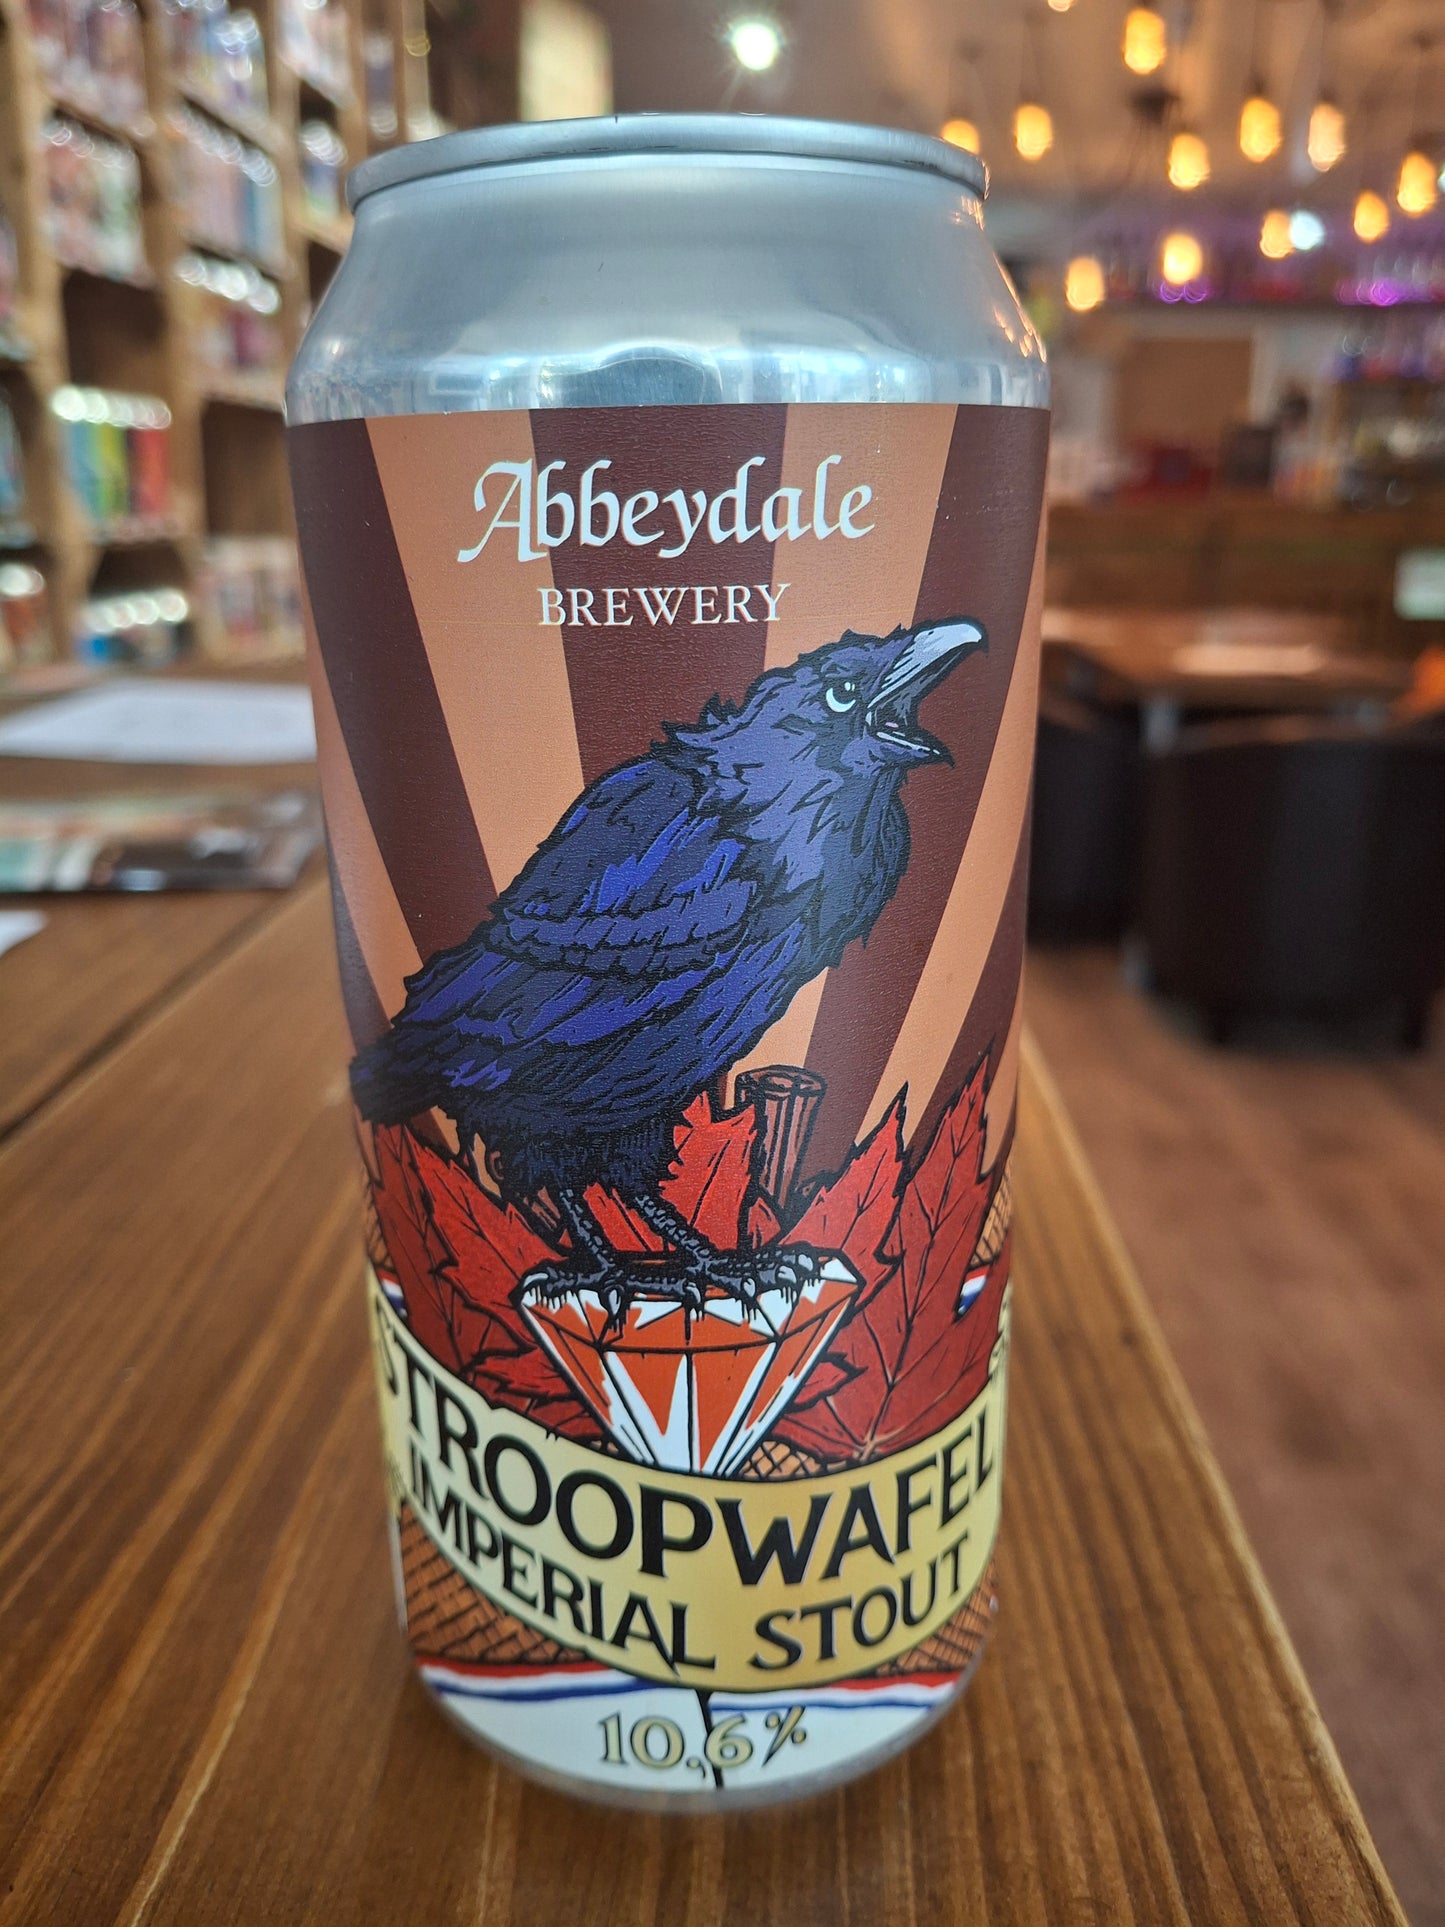 Abbeydale
BREWERY
STROOPWAFEL
IMPERIAL STOUT
10,6%